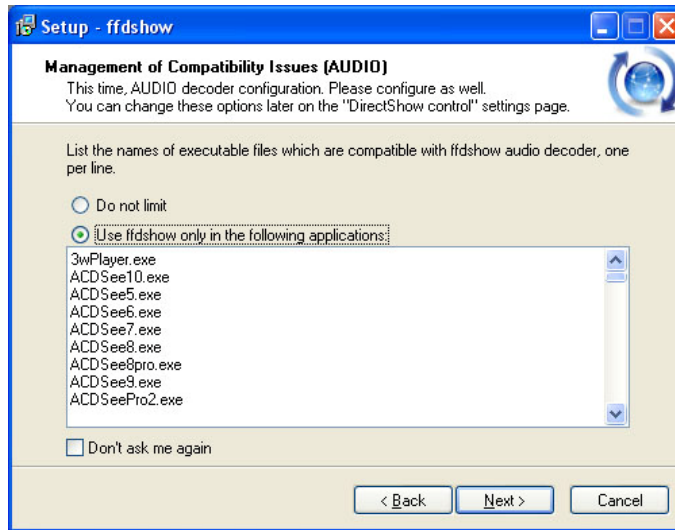 Setup - ffdshow
Management of Compatibility Issues (AUDIO)
This time, AUDIO decoder configuration. Please configure as well.
You can change these options later on the "DirectShow control" settings page.
List the names of executable files which are compatible with ffdshow audio decoder, one
per line.
Do not limit
Use ffdshow only in the following applications:
3wPlayer.exe
ACDSee10.exe
ACDSee5.exe
ACDSee6.exe
ACDSee7.exe
ACDSee8.exe
ACDSee8pro.exe
ACDSee9.exe
ACDSeePro2.exe
Don't ask me again
< Back
Next >
Cancel